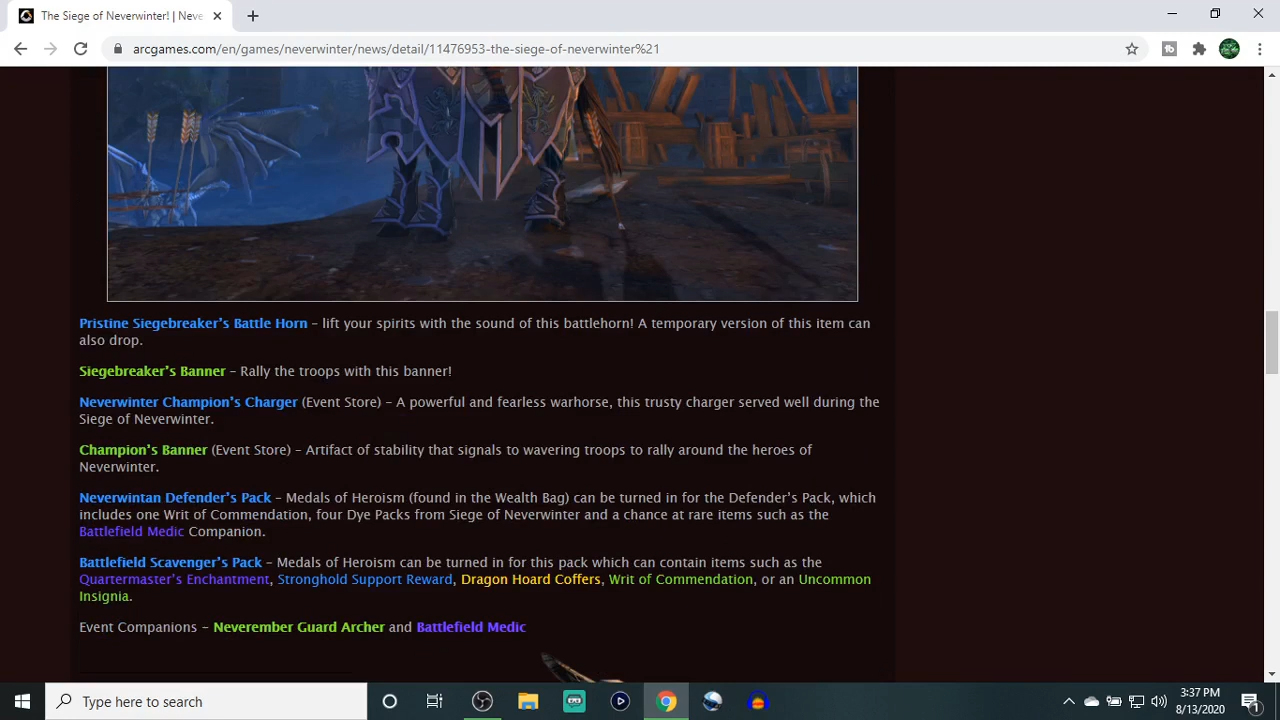 The Siege of Neverwinter! | Neve
arcgames.com/en/games/neverwinter/news/detail/11476953-the-siege-of-neverwinter%21
Pristine Siegebreaker's Battle Horn – lift your spirits with the sound of this battlehorn! A temporary version of this item can
also drop.
Siegebreaker's Banner – Rally the troops with this banner!
Neverwinter Champion's Charger (Event Store) – A powerful and fearless warhorse, this trusty charger served well during the
Siege of Neverwinter.
Champion's Banner (Event Store) – Artifact of stability that signals to wavering troops to rally around the heroes of
Neverwinter.
Neverwintan Defender's Pack – Medals of Heroism (found in the Wealth Bag) can be turned in for the Defender's Pack, which
includes one Writ of Commendation, four Dye Packs from Siege of Neverwinter and a chance at rare items such as the
Battlefield Medic Companion.
Battlefield Scavenger's Pack – Medals of Heroism can be turned in for this pack which can contain items such as the
Quartermaster's Enchantment, Stronghold Support Reward, Dragon Hoard Coffers, Writ of Commendation, or an Uncommon
Insignia.
Event Companions – Neverember Guard Archer and Battlefield Medic
Type here to search
3:37 PM
8/13/2020
1